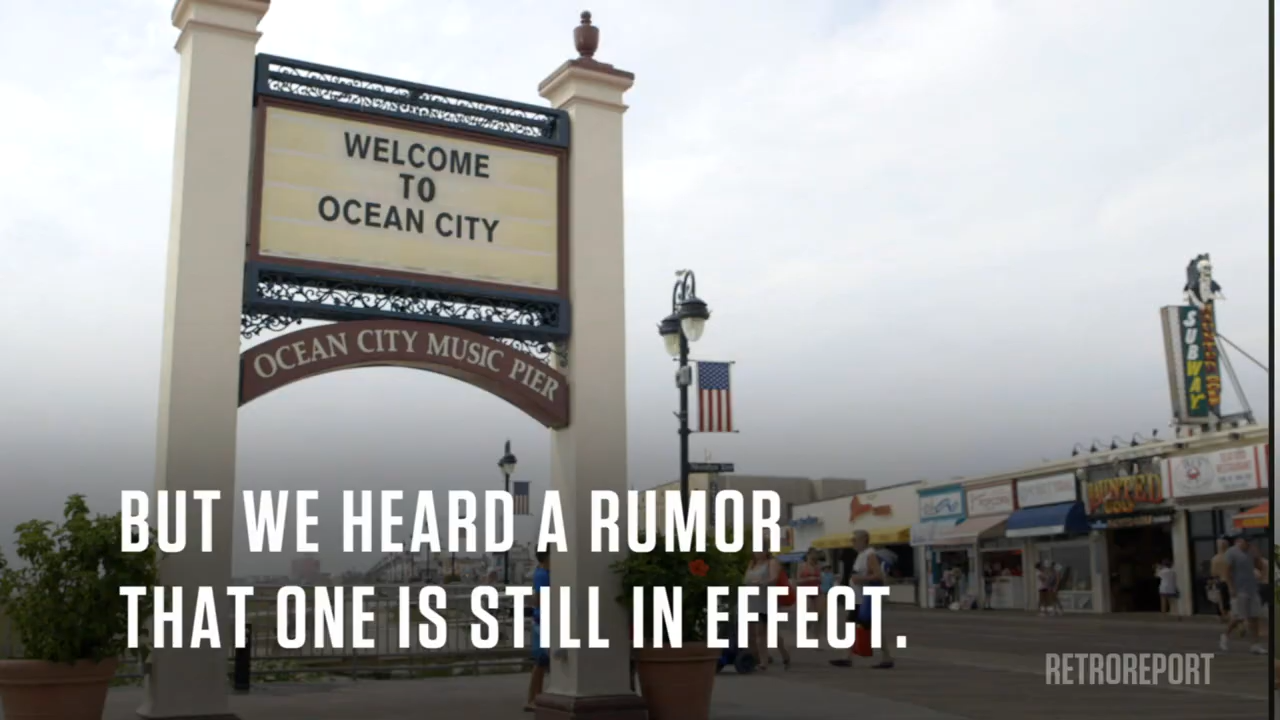 WELCOME
TO
OCEAN CITY
OCEAN CITY MUSIC PIER
SUBWAY
HAUNTED
BUT WE HEARD A RUMOR
THAT ONE IS STILL IN EFFECT.
RETROREPORT